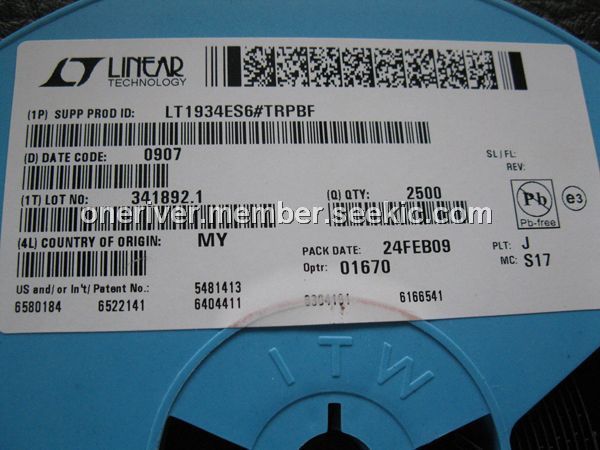 LINEAR
TECHNOLOGY
(1P) SUPP PROD ID: LT1934ES6#TRPBF
(D) DATE CODE: 0907
SL/FL:
REV:
(1T) LOT NO: 341892.1
(Q) QTY: 2500
Pb
Pb-free
e3
oneriver.member.seekic.com
(4L) COUNTRY OF ORIGIN: MY
PACK DATE: 24FEB09
PLT: J
Optr: 01670
MC: S17
US and/ or In't/ Patent No.: 5481413
6580184 6522141 6404411 6304101 6166541
ITW